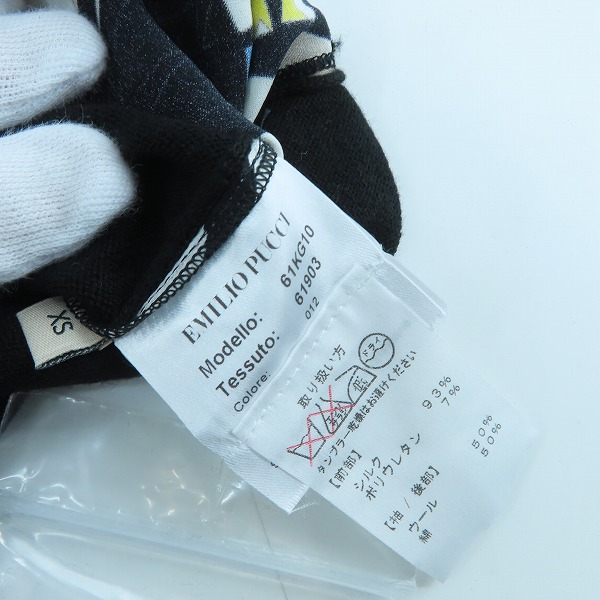 XS
EMILIO PUCCI
Modello: 61KG10
Tessuto: 61903
Colore: 012
取り扱い方
ドライ
タンブラー乾燥はお避けください
【前部】
シルク 93%
ポリウレタン 7%
【袖/後部】
ウール 50%
綿 50%